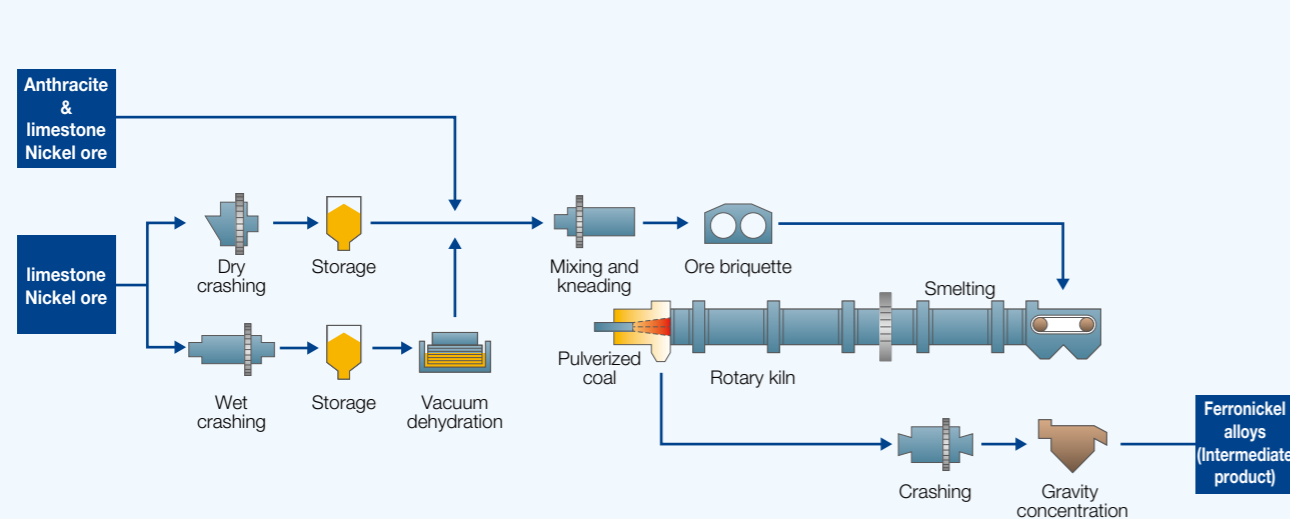 Anthracite
&
limestone
Nickel ore
limestone
Nickel ore
Dry
crashing
Storage
Mixing and
kneading
Ore briquette
Smelting
Pulverized
coal
Rotary kiln
Wet
crashing
Storage
Vacuum
dehydration
Crashing
Gravity
concentration
Ferronickel
alloys
(Intermediate
product)